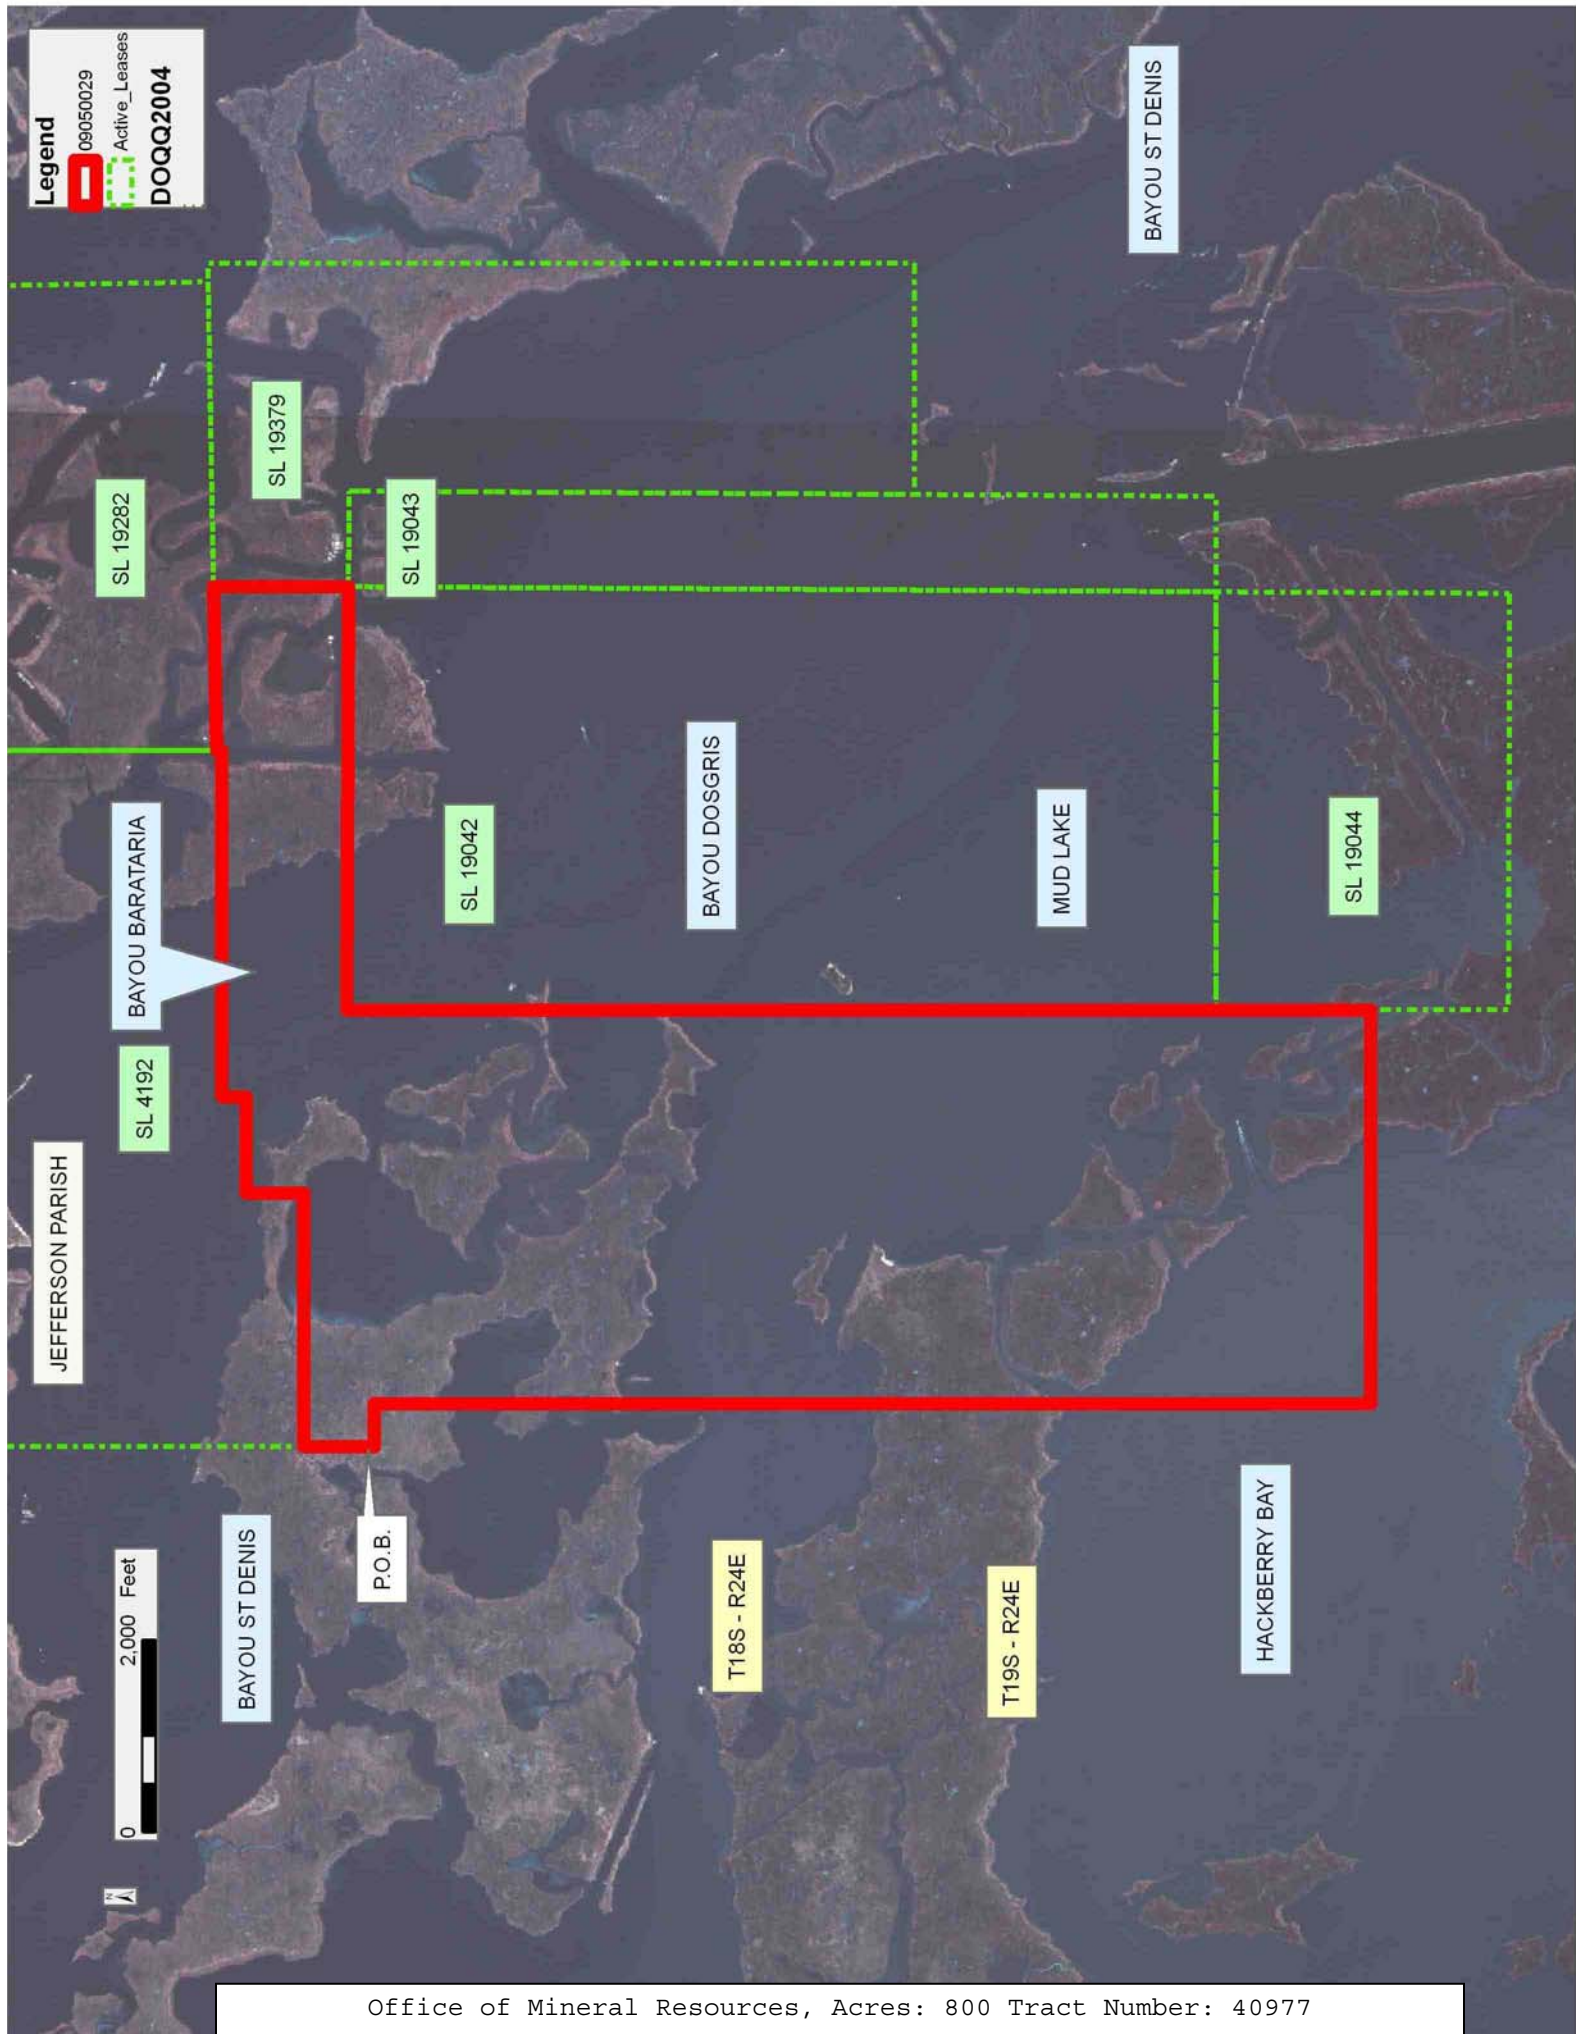 Legend
09050029
Active_Leases
DOQQ2004
N
0 2,000 Feet
JEFFERSON PARISH
BAYOU ST DENIS
SL 4192
BAYOU BARATARIA
SL 19282
SL 19379
P.O.B.
SL 19042
SL 19043
T18S - R24E
BAYOU DOSGRIS
T19S - R24E
MUD LAKE
BAYOU ST DENIS
HACKBERRY BAY
SL 19044
Office of Mineral Resources, Acres: 800 Tract Number: 40977